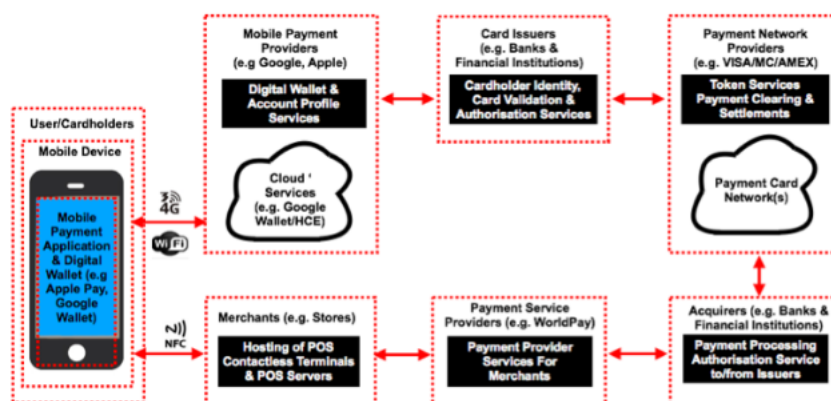 Mobile Payment
Providers
(e.g Google, Apple)
Digital Wallet &
Account Profile
Services
Cloud '
Services
(e.g. Google
Wallet/HCE)
Card Issuers
(e.g. Banks &
Financial Institutions)
Cardholder Identity,
Card Validation &
Authorisation Services
Payment Network
Providers
(e.g. VISA/MC/AMEX)
Token Services
Payment Clearing &
Settlements
Payment Card
Network(s)
User/Cardholders
Mobile Device
Mobile
Payment
Application
& Digital
Wallet (e.g
Apple Pay,
Google
Wallet)
3G
4G
WiFi
NFC
Merchants (e.g. Stores)
Hosting of POS
Contactless Terminals
& POS Servers
Payment Service
Providers (e.g. WorldPay)
Payment Provider
Services For
Merchants
Acquirers (e.g. Banks &
Financial Institutions)
Payment Processing
Authorisation Service
to/from Issuers